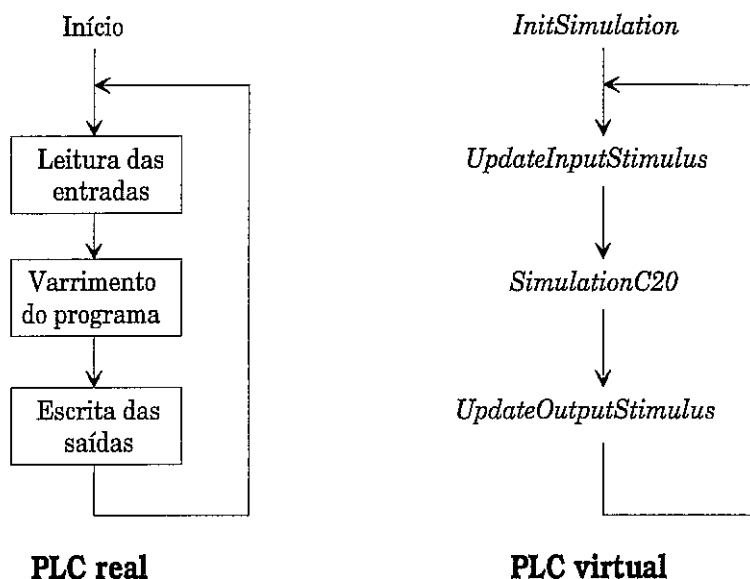 Início
Leitura das
entradas
Varrimento
do programa
Escrita das
saídas
PLC real
InitSimulation
UpdateInputStimulus
SimulationC20
UpdateOutputStimulus
PLC virtual